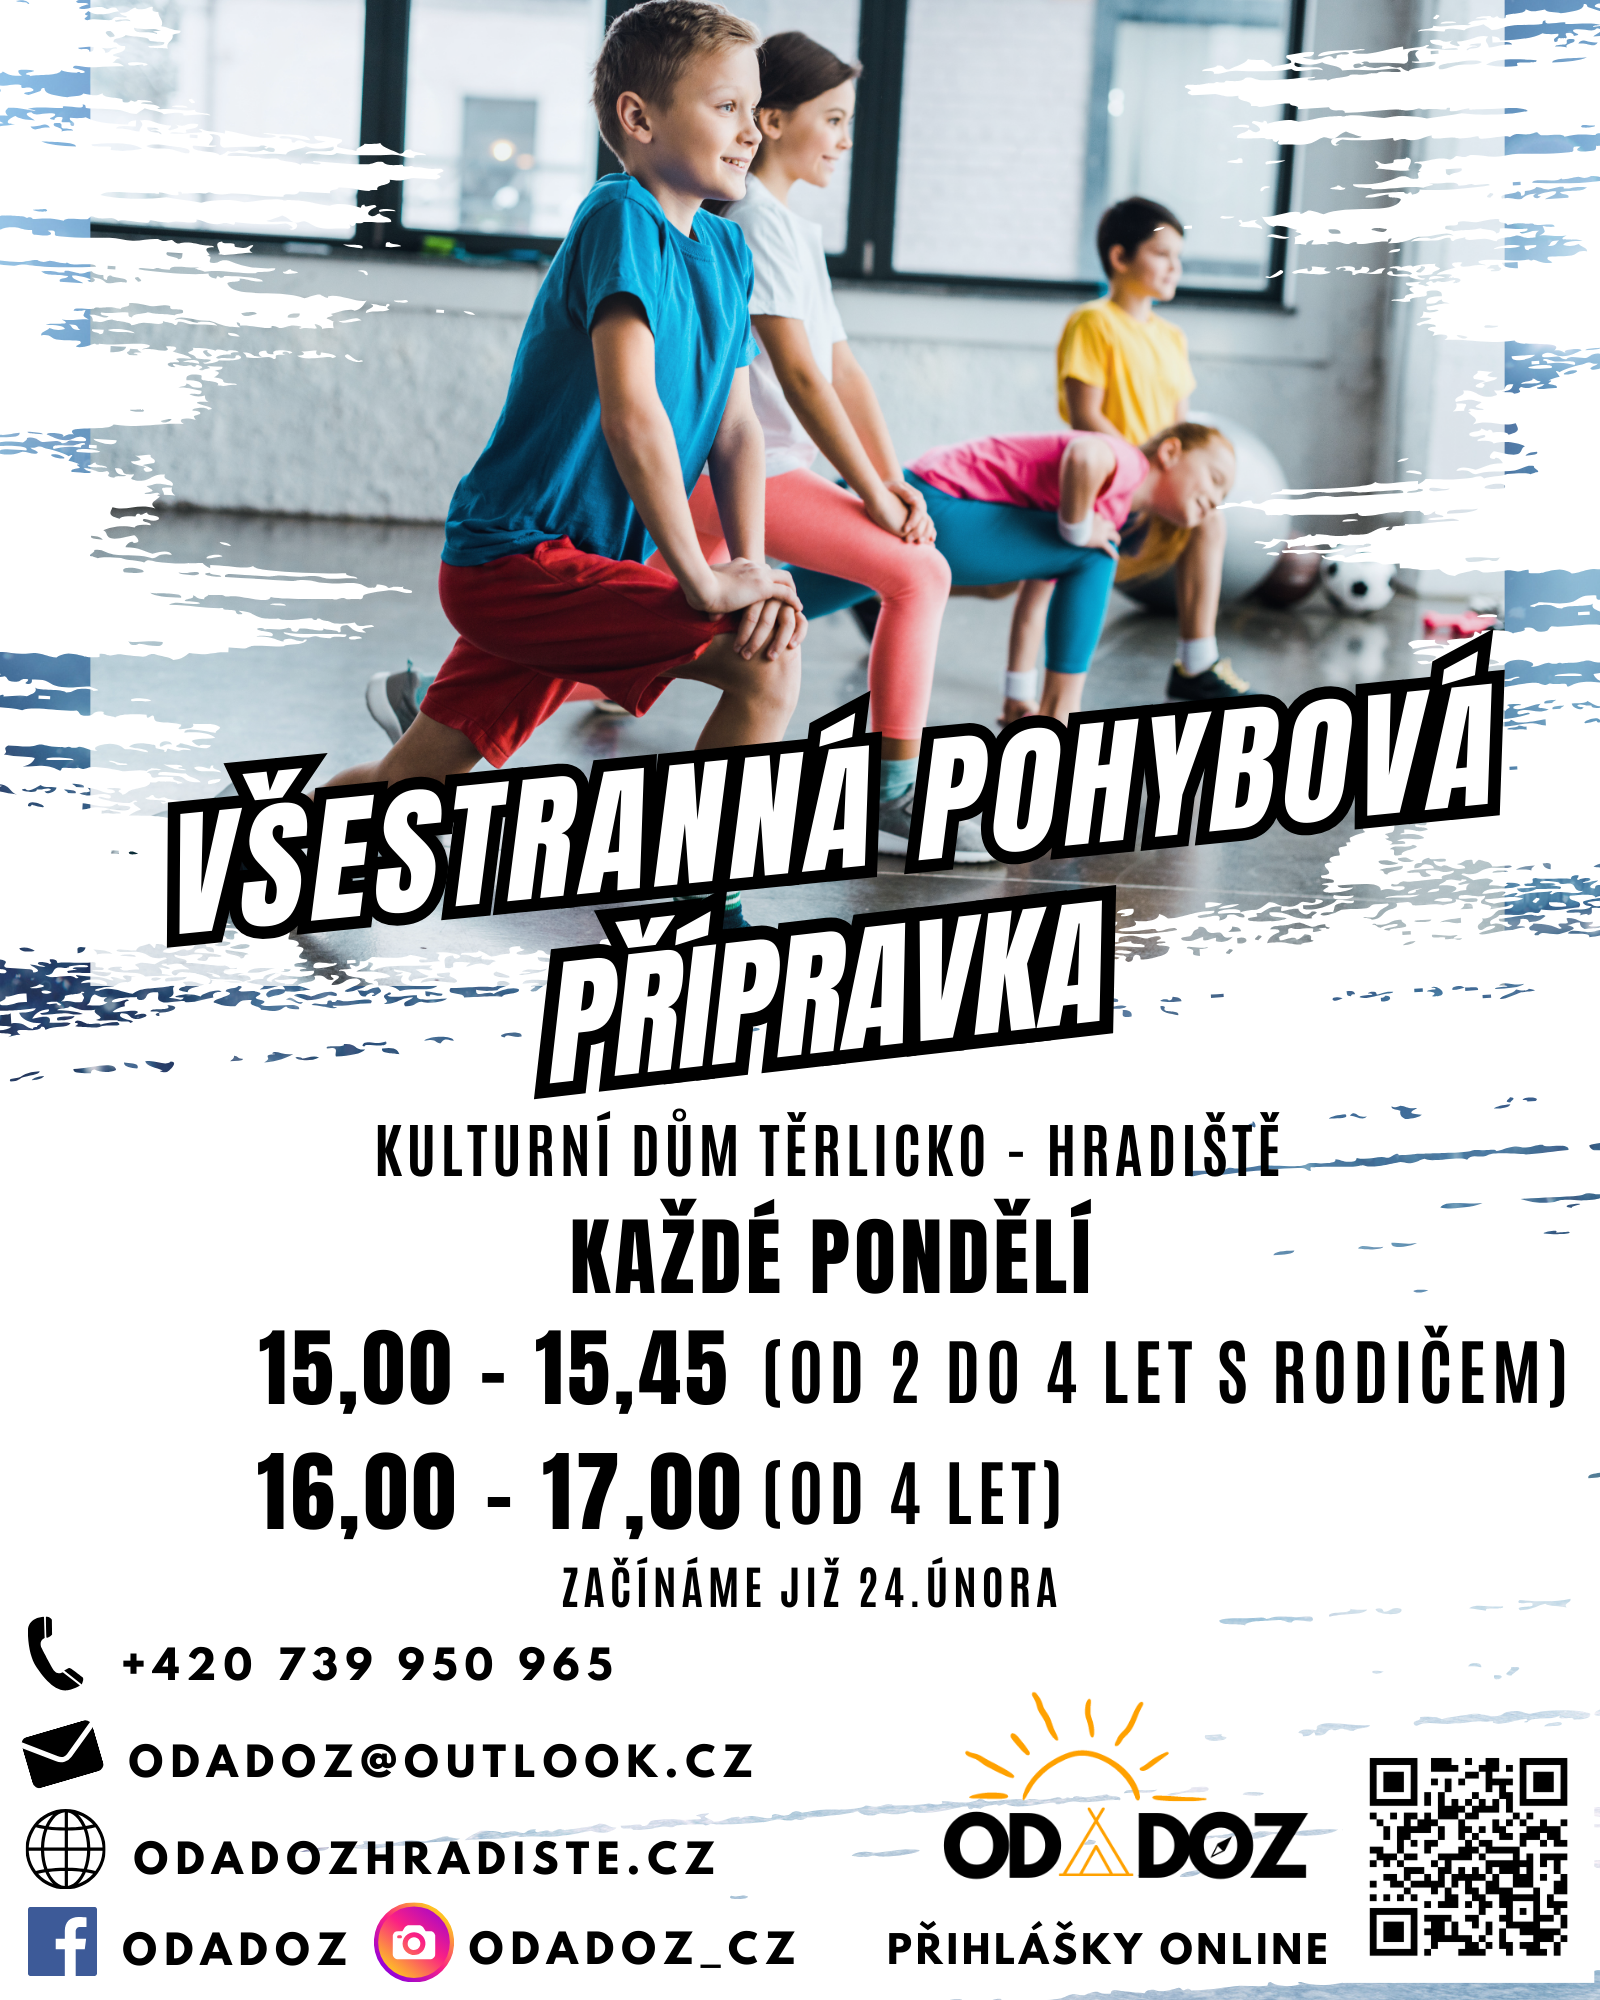 VŠESTRANNÁ POHYBOVÁ
PŘÍPRAVKA
KULTURNÍ DŮM TĚRLICKO - HRADIŠTĚ
KAŽDÉ PONDĚLÍ
15,00 - 15,45 (OD 2 DO 4 LET S RODIČEM)
16,00 - 17,00 (OD 4 LET)
ZAČÍNÁME JIŽ 24.ÚNORA
+420 739 950 965
ODADOZ@OUTLOOK.CZ
ODADOZHRADISTE.CZ
ODADOZ
ODADOZ_CZ
ODADOZ
PŘIHLÁŠKY ONLINE